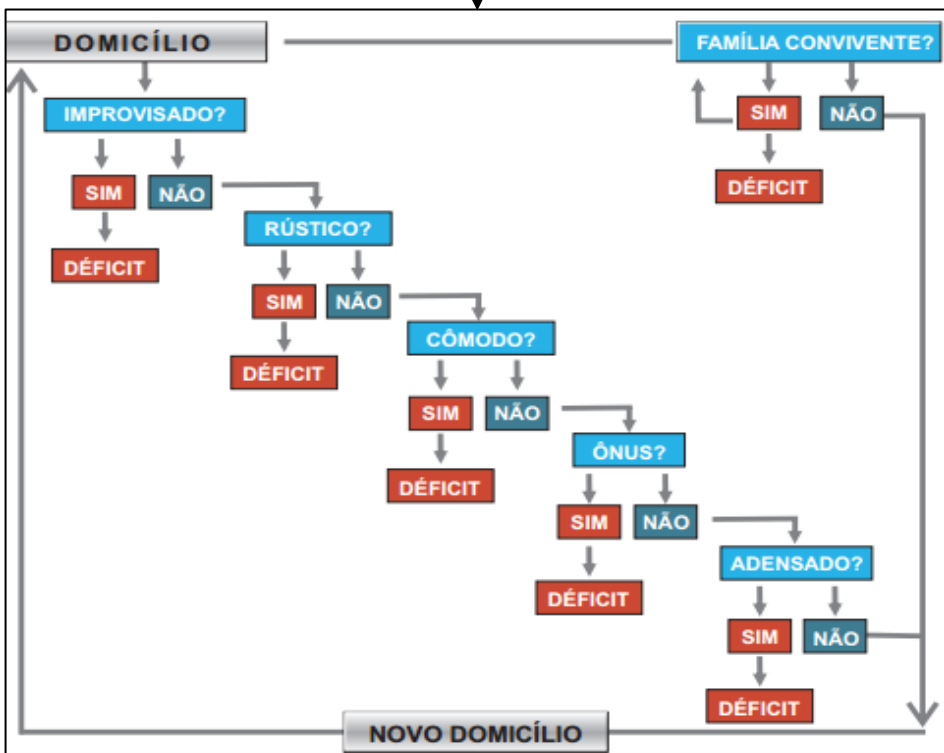 DOMICÍLIO
FAMÍLIA CONVIVENTE?
IMPROVISADO?
SIM
NÃO
DÉFICIT
SIM
NÃO
DÉFICIT
RÚSTICO?
SIM
NÃO
DÉFICIT
CÔMODO?
SIM
NÃO
DÉFICIT
ÔNUS?
SIM
NÃO
DÉFICIT
ADENSADO?
SIM
NÃO
DÉFICIT
NOVO DOMICÍLIO